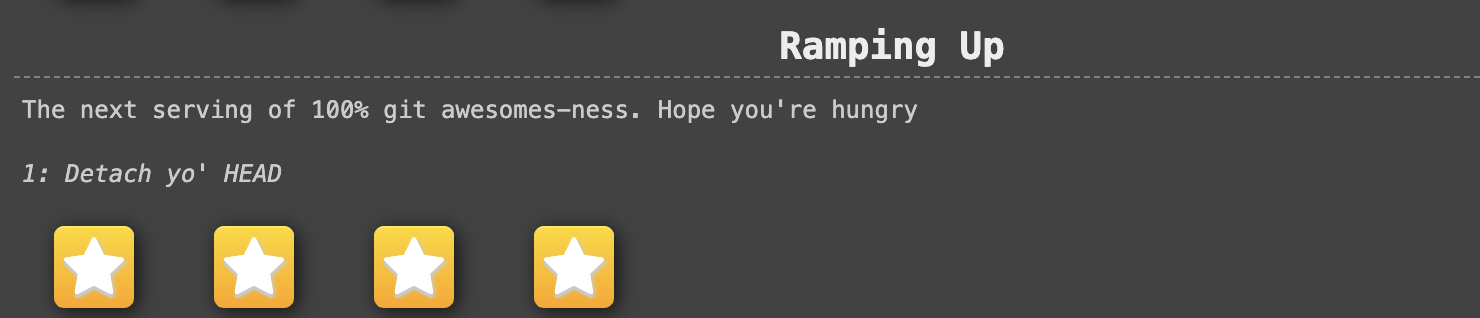 Ramping Up
The next serving of 100% git awesomes-ness. Hope you're hungry
1: Detach yo' HEAD